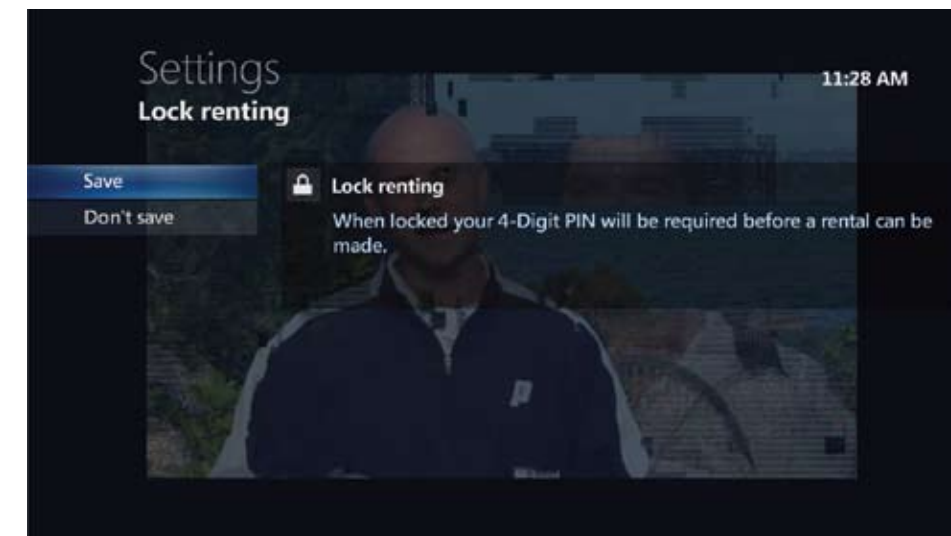 Settings
11:28 AM
Lock renting
Save
Don't save
Lock renting
When locked your 4-Digit PIN will be required before a rental can be
made.